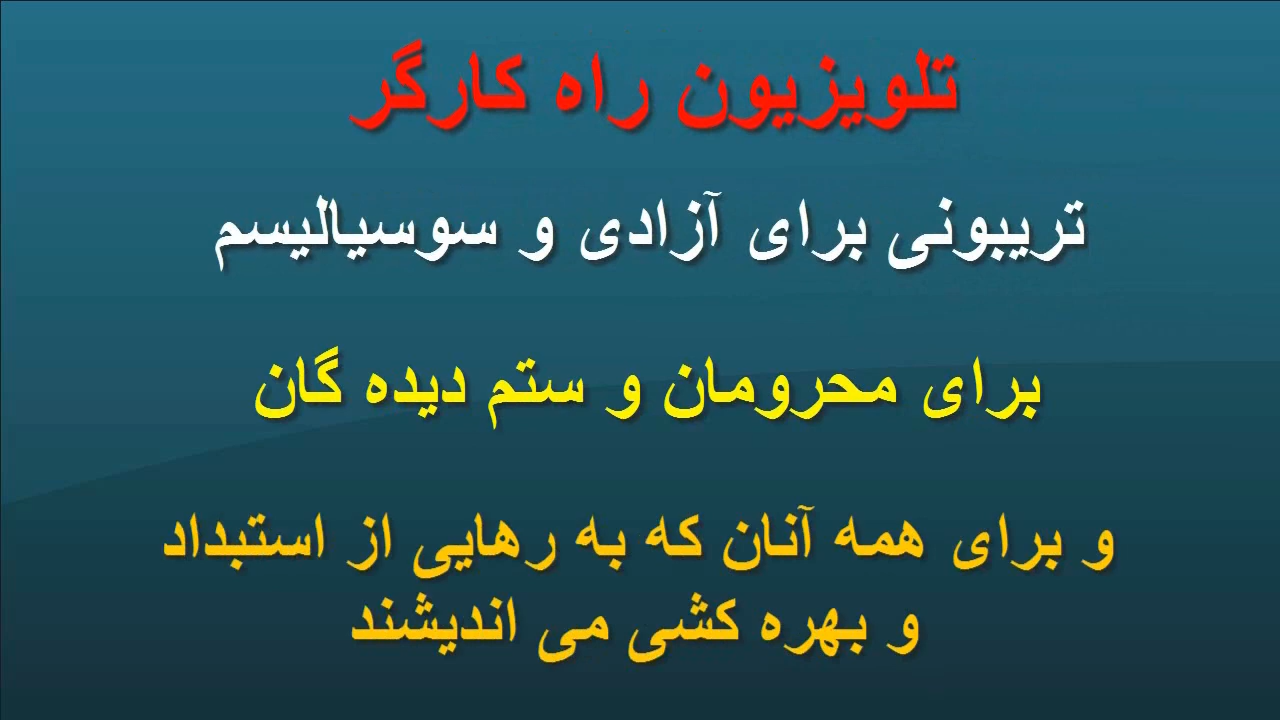 تلویزیون راه کارگر
تریبونی برای آزادی و سوسیالیسم
برای محرومان و ستم دیده گان
و برای همه آنان که به رهایی از استبداد
و بهره کشی می اندیشند